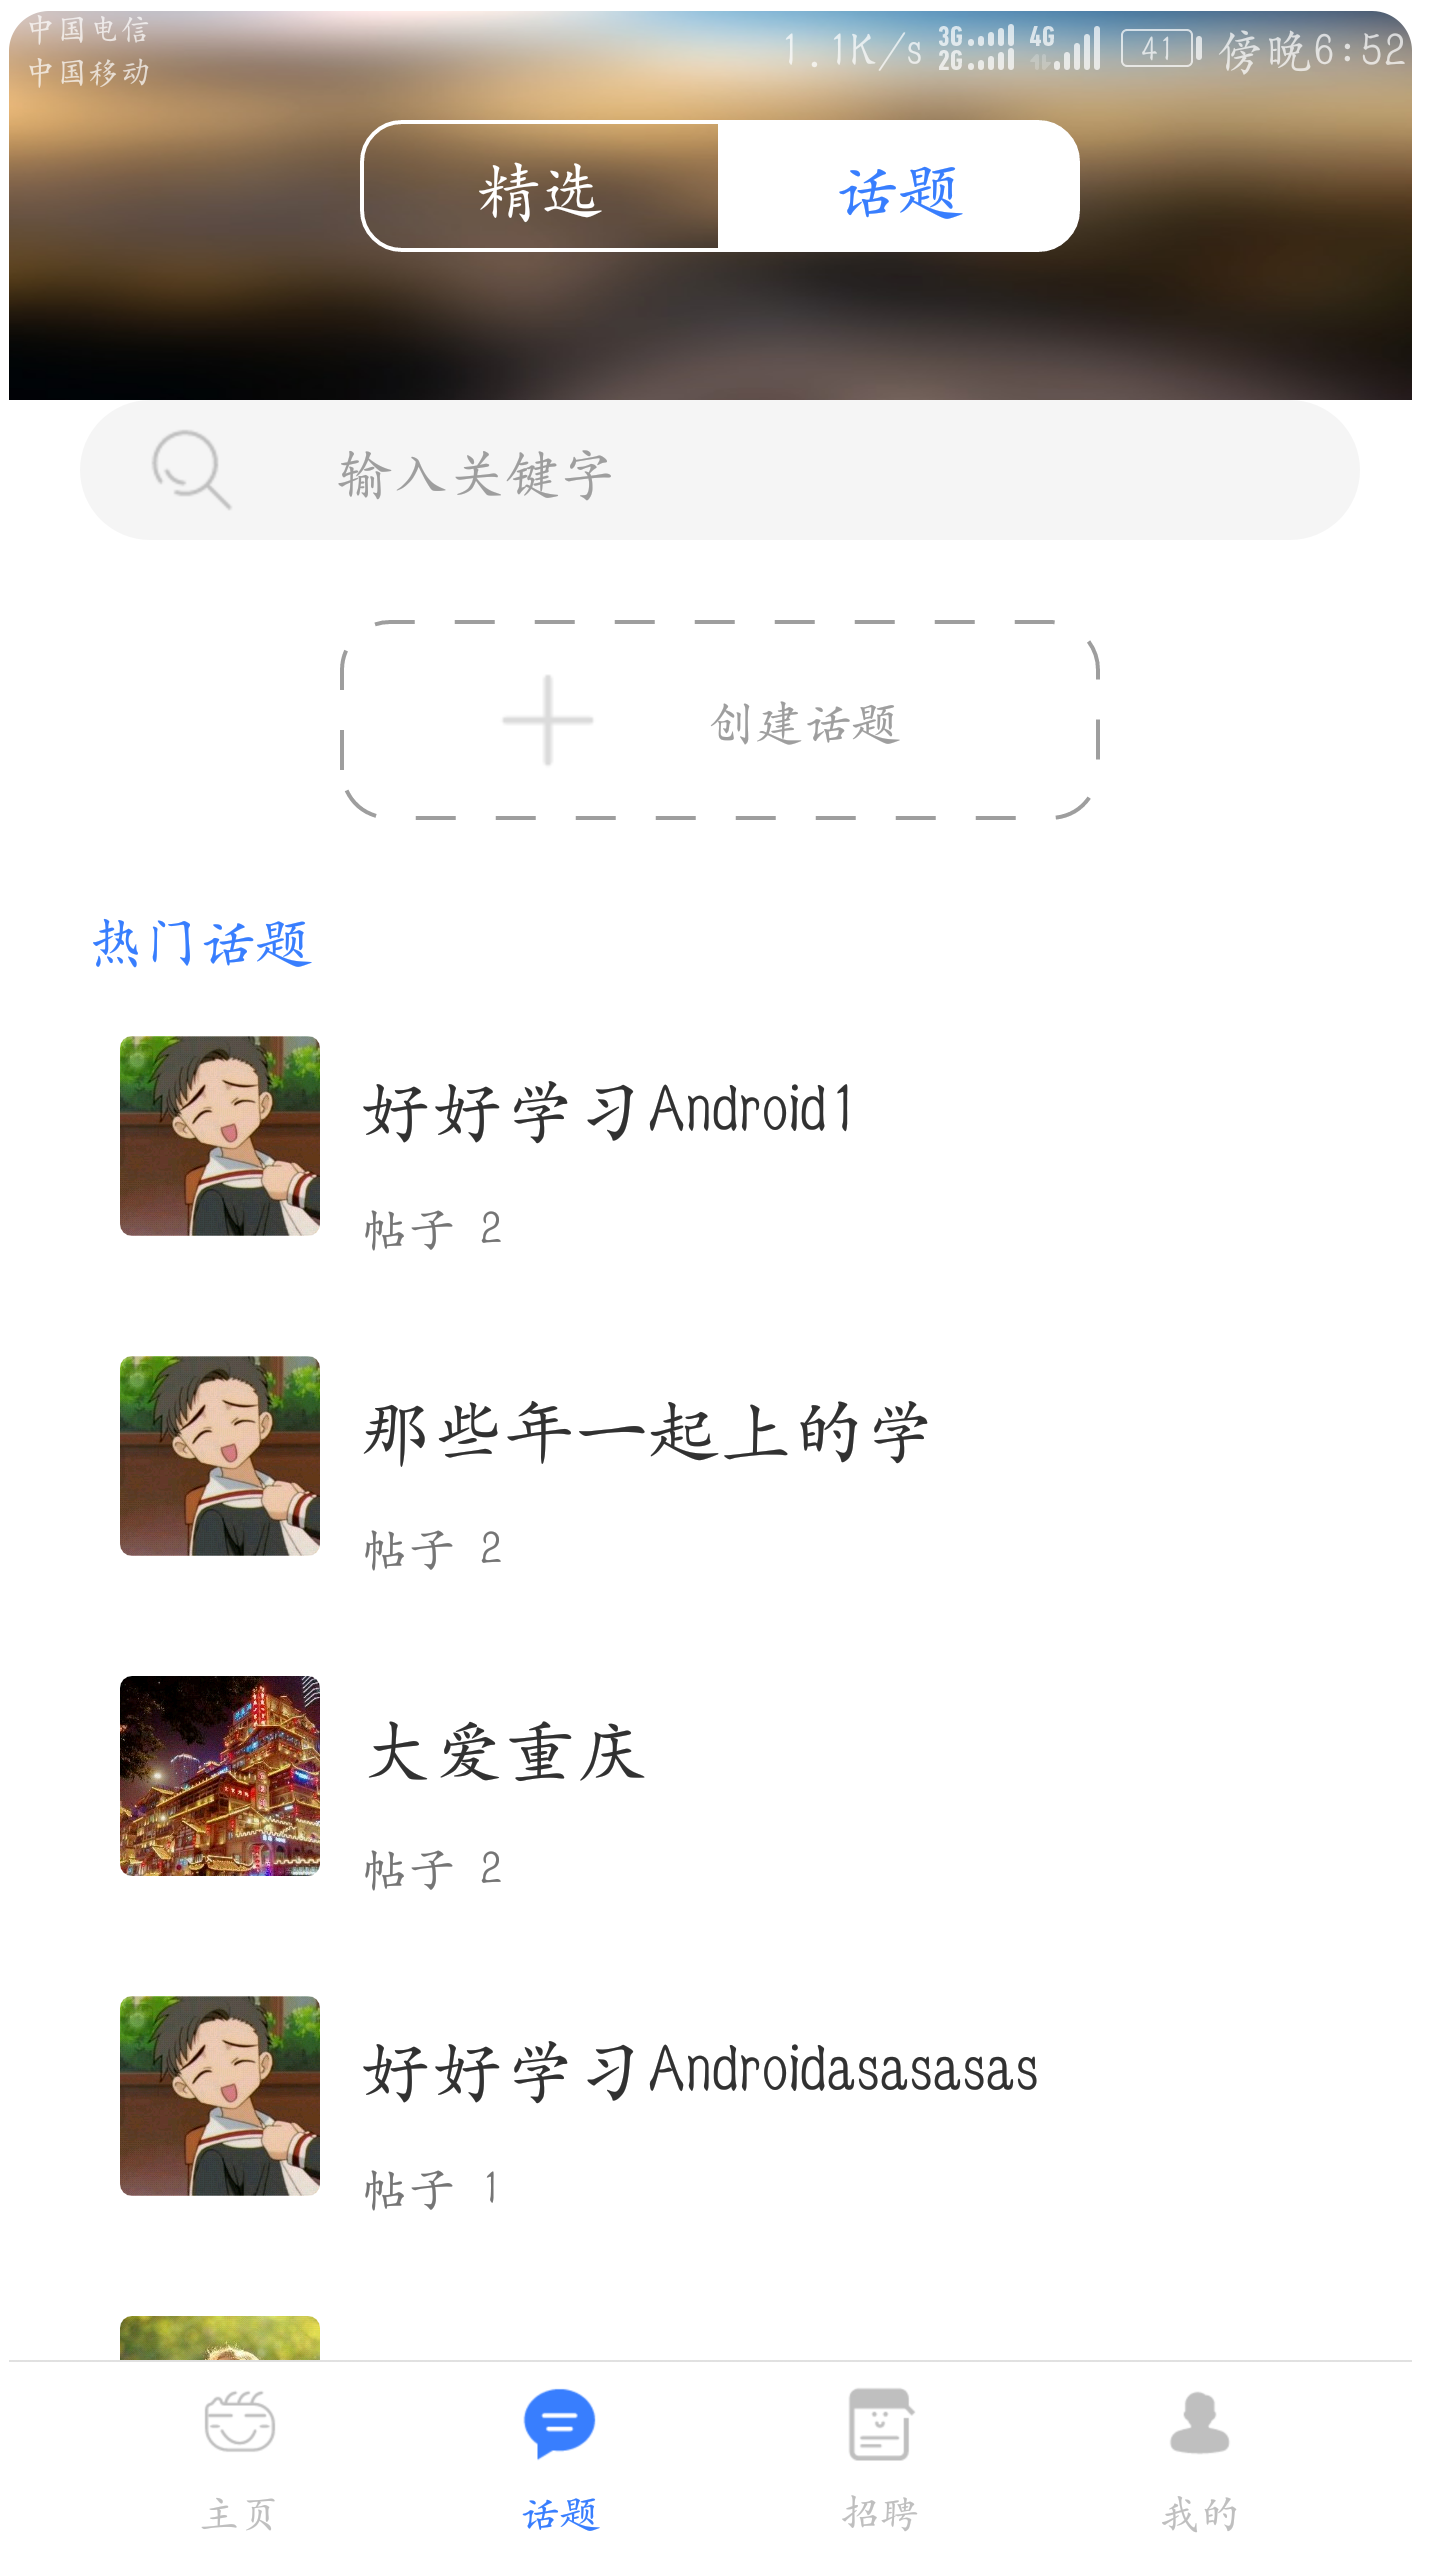 中国电信
中国移动
1.1K/s 3G 2G 4G 41 傍晚6:52
精选 话题
输入关键字
创建话题
热门话题
好好学习Android1
帖子 2
那些年一起上的学
帖子 2
大爱重庆
帖子 2
好好学习Androidasasasas
帖子 1
主页 话题 招聘 我的